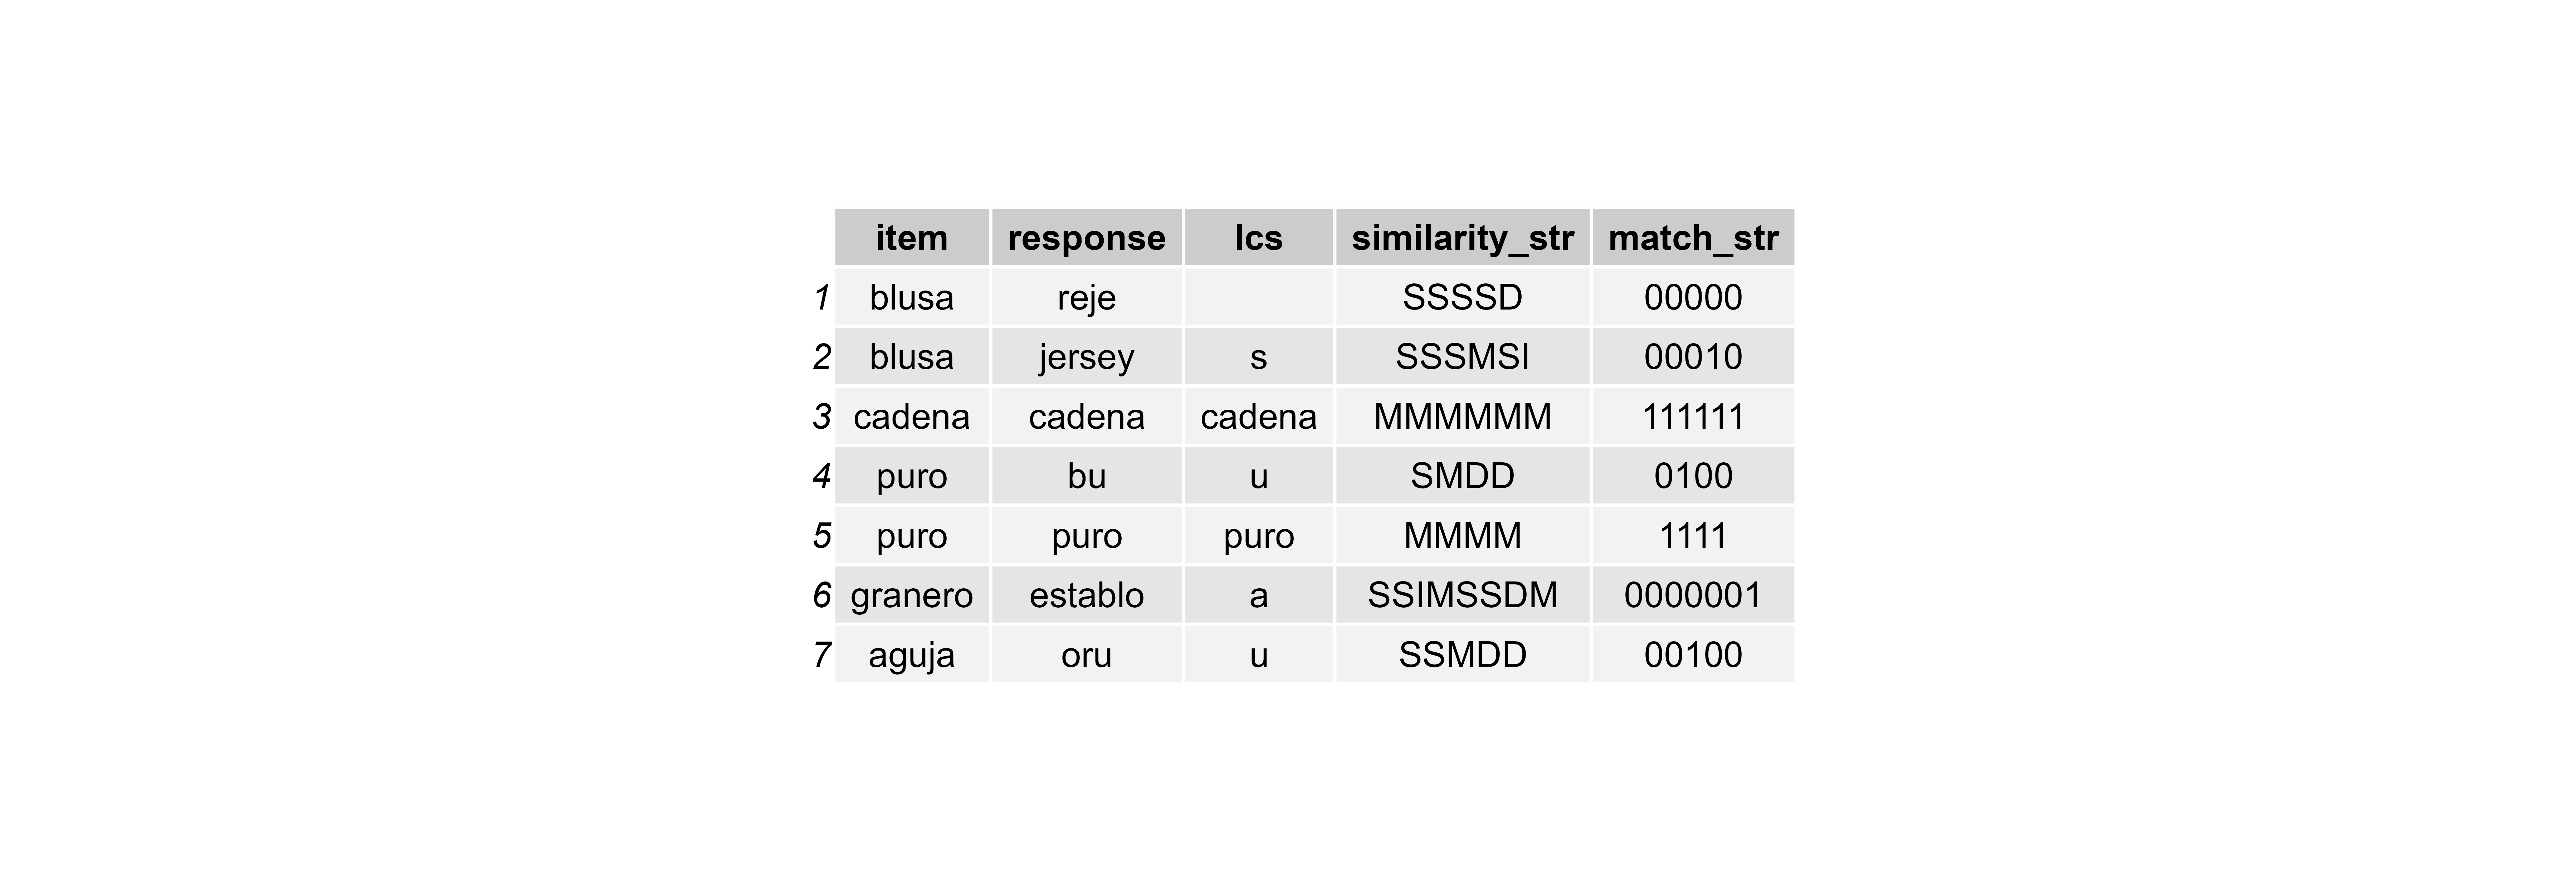 item response lcs similarity_str match_str
1 blusa reje SSSSD 00000
2 blusa jersey s SSSMSI 00010
3 cadena cadena cadena MMMMMM 111111
4 puro bu u SMDD 0100
5 puro puro puro MMMM 1111
6 granero establo a SSIMSSDM 0000001
7 aguja oru u SSMDD 00100